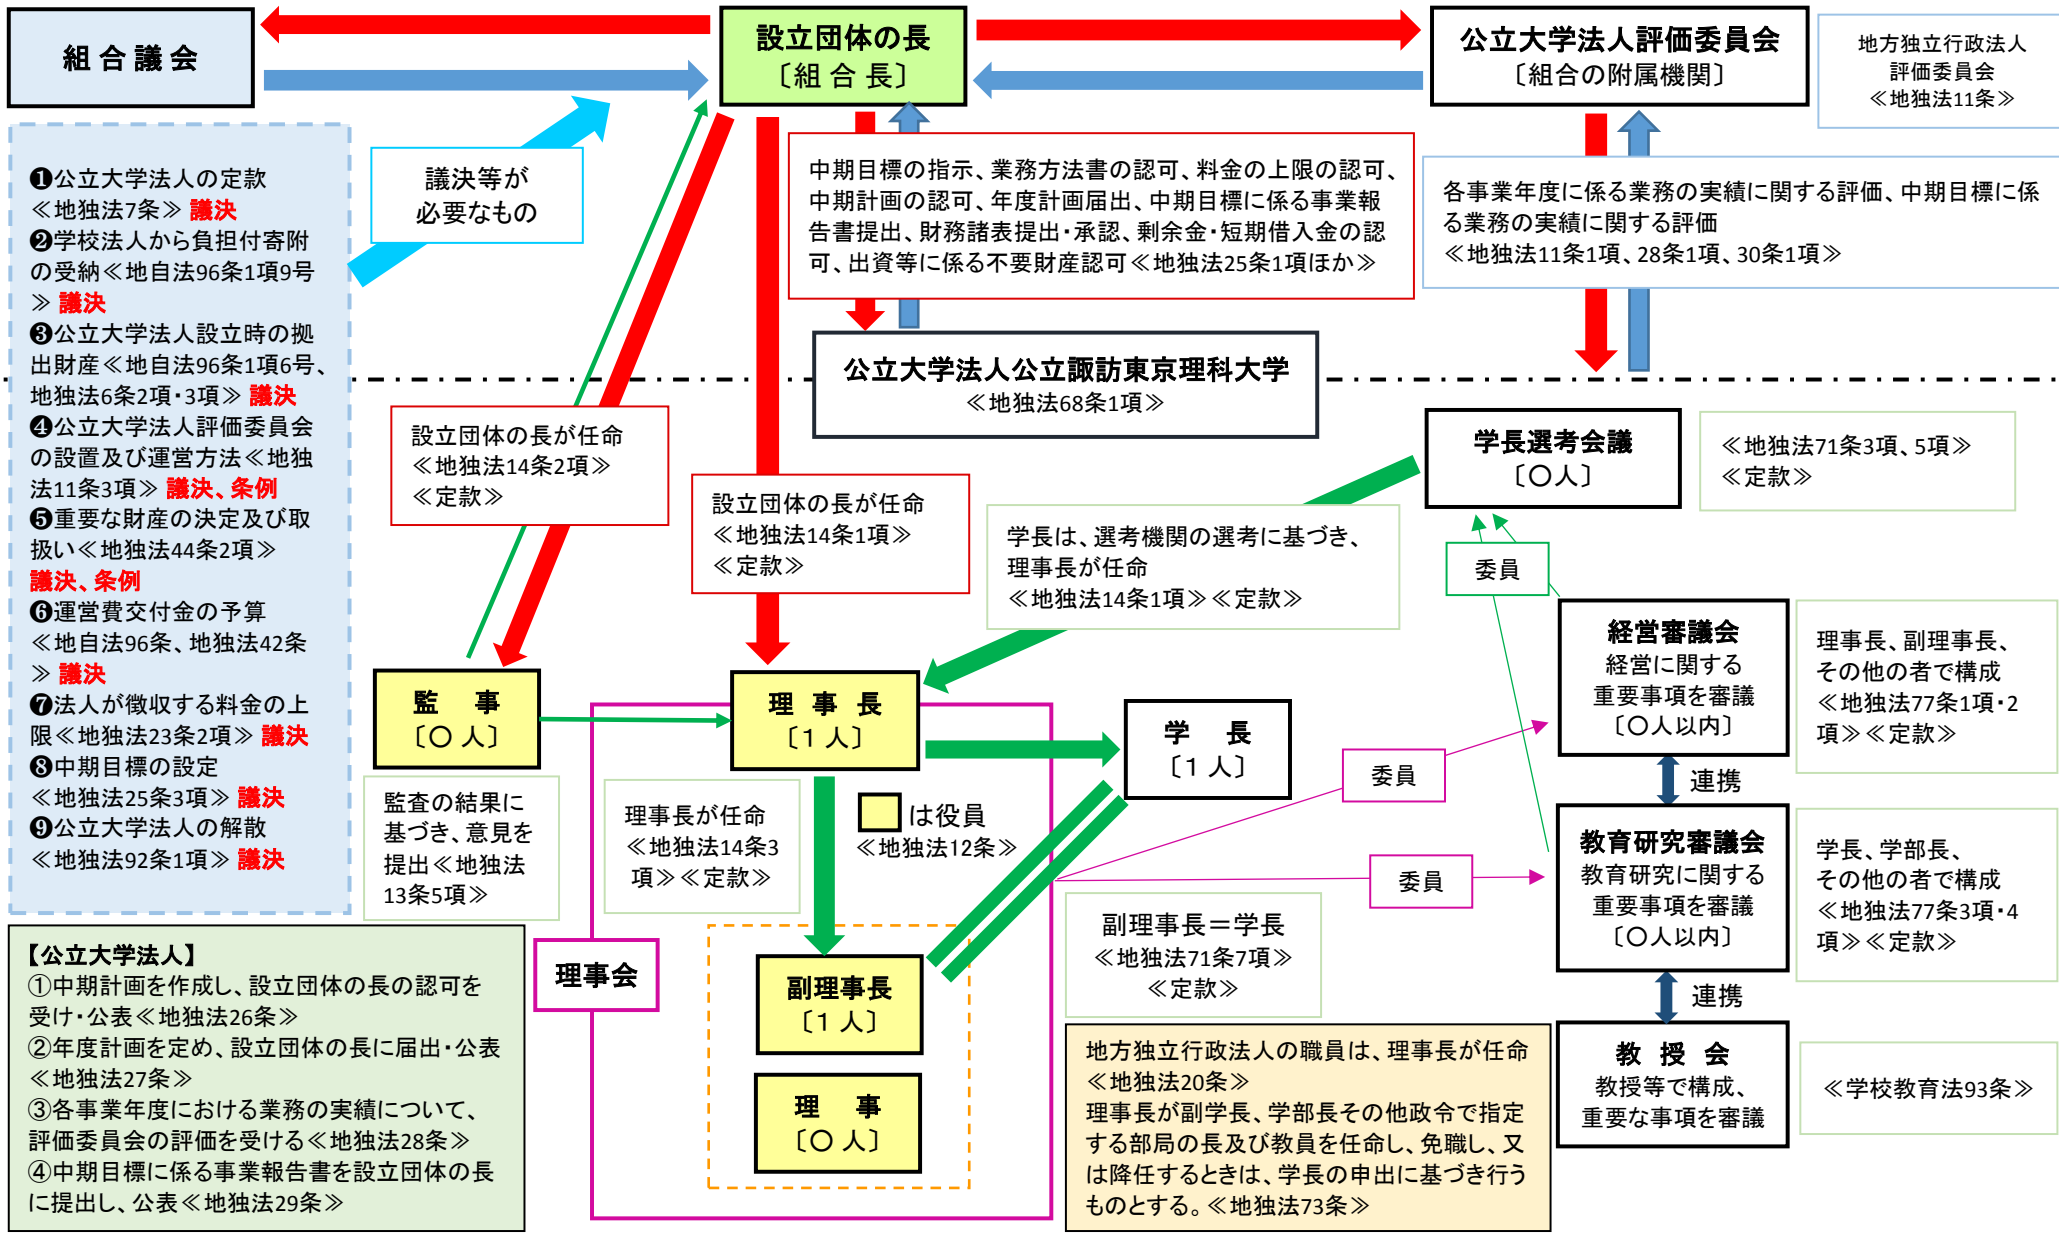 組合議会
設立団体の長
〔組合長〕
公立大学法人評価委員会
〔組合の附属機関〕
地方独立行政法人
評価委員会
≪地独法11条≫
❶公立大学法人の定款
≪地独法7条≫ 議決
❷学校法人から負担付寄附
の受納≪地自法96条1項9号
≫ 議決
❸公立大学法人設立時の拠
出財産≪地自法96条1項6号、
地独法6条2項・3項≫ 議決
❹公立大学法人評価委員会
の設置及び運営方法≪地独
法11条3項≫ 議決、条例
❺重要な財産の決定及び取
扱い≪地独法44条2項≫
議決、条例
❻運営費交付金の予算
≪地自法96条、地独法42条
≫ 議決
❼法人が徴収する料金の上
限≪地独法23条2項≫ 議決
❽中期目標の設定
≪地独法25条3項≫ 議決
❾公立大学法人の解散
≪地独法92条1項≫ 議決
議決等が
必要なもの
中期目標の指示、業務方法書の認可、料金の上限の認可、
中期計画の認可、年度計画届出、中期目標に係る事業報
告書提出、財務諸表提出・承認、剰余金・短期借入金の認
可、出資等に係る不要財産認可≪地独法25条1項ほか≫
各事業年度に係る業務の実績に関する評価、中期目標に係
る業務の実績に関する評価
≪地独法11条1項、28条1項、30条1項≫
公立大学法人公立諏訪東京理科大学
≪地独法68条1項≫
設立団体の長が任命
≪地独法14条2項≫
≪定款≫
設立団体の長が任命
≪地独法14条1項≫
≪定款≫
学長は、選考機関の選考に基づき、
理事長が任命
≪地独法14条1項≫≪定款≫
学長選考会議
〔〇人〕
≪地独法71条3項、5項≫
≪定款≫
委員
経営審議会
経営に関する
重要事項を審議
〔〇人以内〕
理事長、副理事長、
その他の者で構成
≪地独法77条1項・2
項≫≪定款≫
監 事
〔〇人〕
理事長
〔1人〕
学 長
〔1人〕
委員
連携
監査の結果に
基づき、意見を
提出≪地独法
13条5項≫
理事長が任命
≪地独法14条3
項≫≪定款≫
は役員
≪地独法12条≫
委員
教育研究審議会
教育研究に関する
重要事項を審議
〔〇人以内〕
学長、学部長、
その他の者で構成
≪地独法77条3項・4
項≫≪定款≫
副理事長＝学長
≪地独法71条7項≫
≪定款≫
理事会
副理事長
〔1人〕
理 事
〔〇人〕
連携
教授会
教授等で構成、
重要な事項を審議
≪学校教育法93条≫
【公立大学法人】
①中期計画を作成し、設立団体の長の認可を
受け・公表≪地独法26条≫
②年度計画を定め、設立団体の長に届出・公表
≪地独法27条≫
③各事業年度における業務の実績について、
評価委員会の評価を受ける≪地独法28条≫
④中期目標に係る事業報告書を設立団体の長
に提出し、公表≪地独法29条≫
地方独立行政法人の職員は、理事長が任命
≪地独法20条≫
理事長が副学長、学部長その他政令で指定
する部局の長及び教員を任命し、免職し、又
は降任するときは、学長の申出に基づき行う
ものとする。≪地独法73条≫